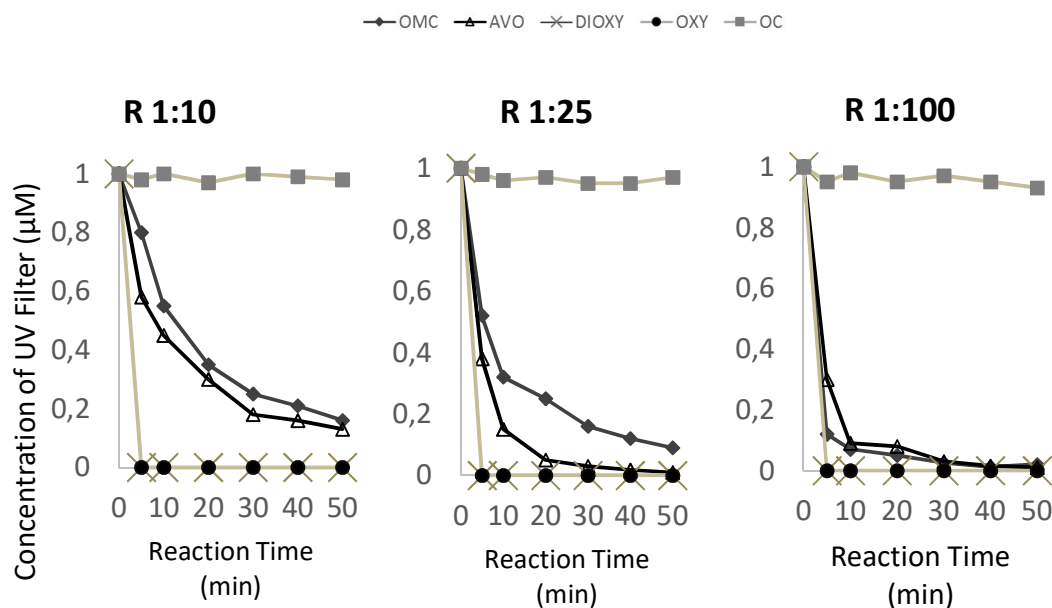 OMC AVO DIOXY OXY OC
R 1:10
R 1:25
R 1:100
Concentration of UV Filter (µM)
1
0,8
0,6
0,4
0,2
0
0 10 20 30 40 50
Reaction Time
(min)
1
0,8
0,6
0,4
0,2
0
0 10 20 30 40 50
Reaction Time
(min)
1
0,8
0,6
0,4
0,2
0
0 10 20 30 40 50
Reaction Time
(min)